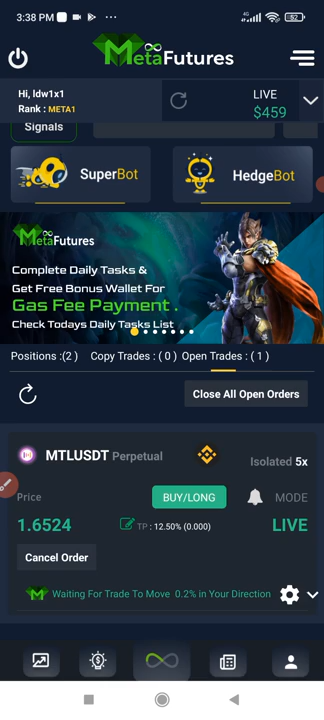 3:38 PM
4G
52
MetaFutures
Hi, ldw1x1
Rank : META1
LIVE
$459
Signals
SuperBot
HedgeBot
MetaFutures
Complete Daily Tasks &
Get Free Bonus Wallet For
Gas Fee Payment .
Check Todays Daily Tasks List
Positions :(2 ) Copy Trades : ( 0 ) Open Trades : ( 1 )
Close All Open Orders
MTLUSDT Perpetual
Isolated 5x
Price
BUY/LONG
MODE
1.6524
TP : 12.50% (0.000)
LIVE
Cancel Order
Waiting For Trade To Move 0.2% in Your Direction